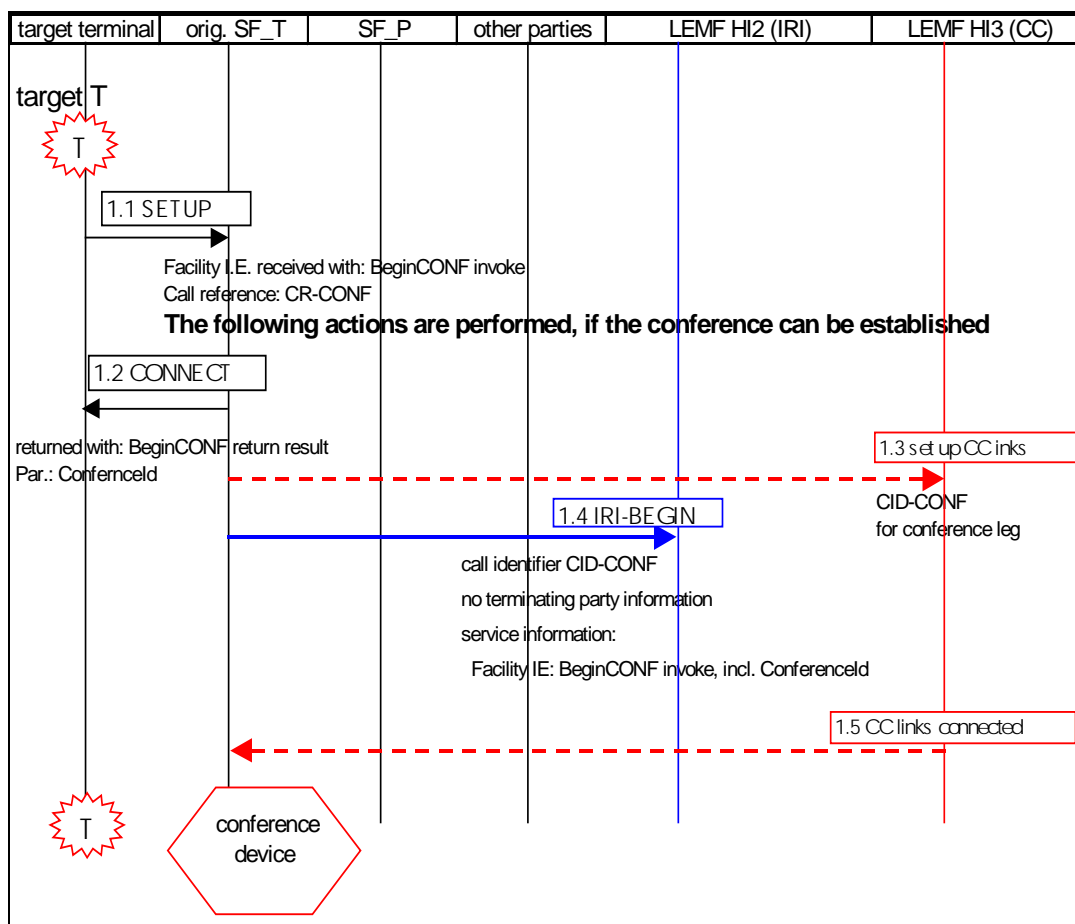 target terminal orig. SF_T SF_P other parties LEMF HI2 (IRI) LEMF HI3 (CC)
target T
T
1.1 SETUP
Facility I.E. received with: BeginCONF invoke
Call reference: CR-CONF
The following actions are performed, if the conference can be established
1.2 CONNECT
returned with: BeginCONF return result
Par.: ConfernceId
1.3 set up CC inks
CID-CONF
for conference leg
1.4 IRI-BEGIN
call identifier CID-CONF
no terminating party information
service information:
Facility IE: BeginCONF invoke, incl. ConferenceId
1.5 CC links connected
T
conference
device